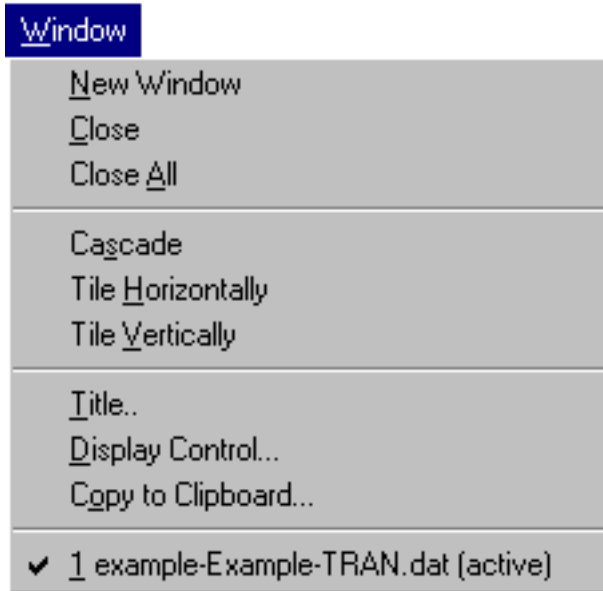 Window
New Window
Close
Close All
Cascade
Tile Horizontally
Tile Vertically
Title..
Display Control...
Copy to Clipboard...
1 example-Example-TRAN.dat (active)